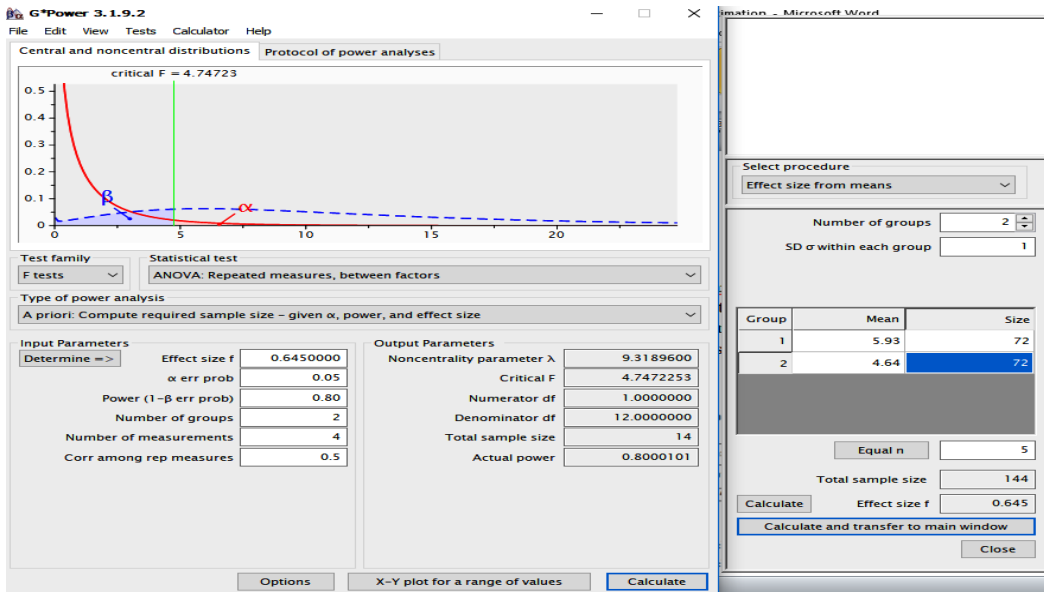 G*Power 3.1.9.2
File Edit View Tests Calculator Help
Central and noncentral distributions Protocol of power analyses
critical F = 4.74723
0.5
0.4
0.3
0.2
0.1
0
β
α
0 5 10 15 20
Test family Statistical test
F tests ANOVA: Repeated measures, between factors
Type of power analysis
A priori: Compute required sample size – given α, power, and effect size
Input Parameters Output Parameters
Determine => Effect size f 0.6450000 Noncentrality parameter λ 9.3189600
α err prob 0.05 Critical F 4.7472253
Power (1–β err prob) 0.80 Numerator df 1.0000000
Number of groups 2 Denominator df 12.0000000
Number of measurements 4 Total sample size 14
Corr among rep measures 0.5 Actual power 0.8000101
Options X–Y plot for a range of values Calculate
imation - Microsoft Word
Select procedure
Effect size from means
Number of groups 2
SD σ within each group 1
Group Mean Size
1 5.93 72
2 4.64 72
Equal n 5
Total sample size 144
Calculate Effect size f 0.645
Calculate and transfer to main window
Close